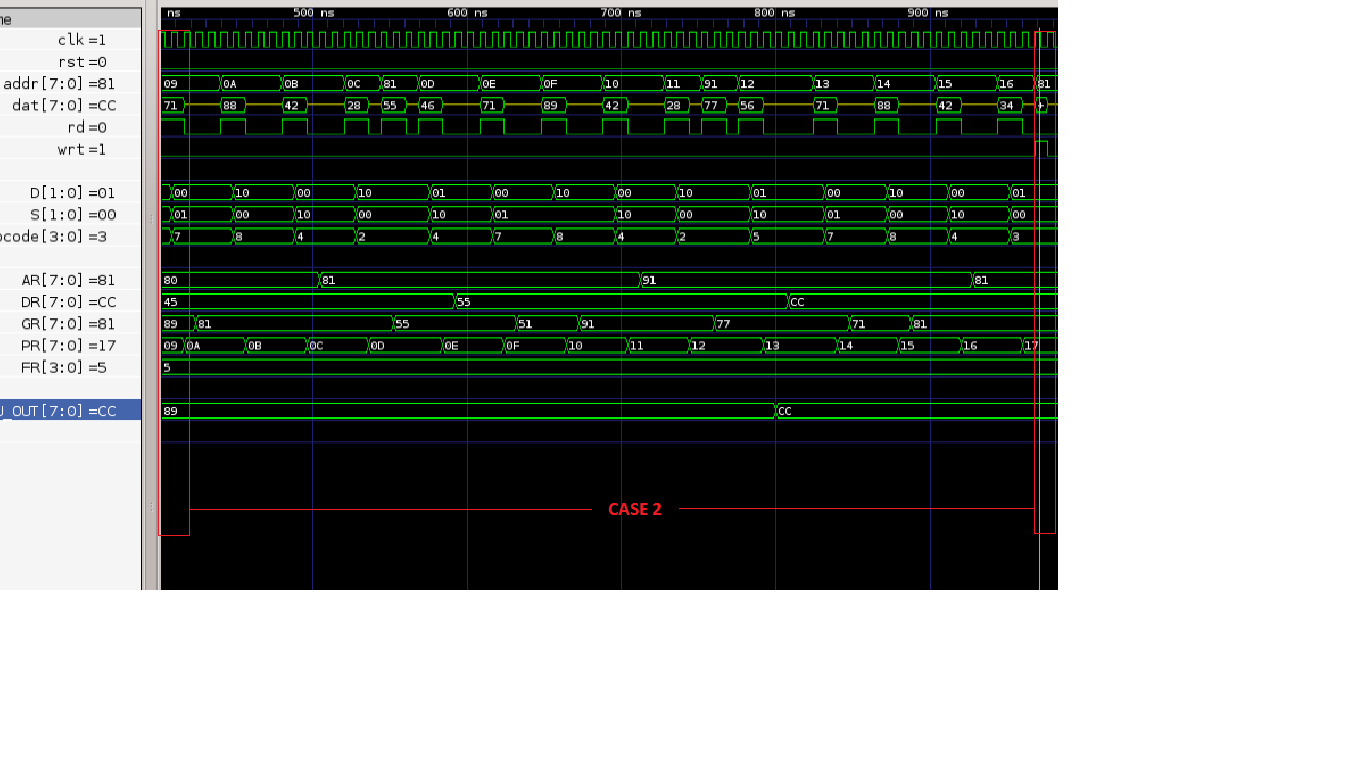 ne ns 500 ns 600 ns 700 ns 800 ns 900 ns
clk =1
rst=0
addr[7:0] =81 09 0A 0B 0C 81 0D 0E 0F 10 11 91 12 13 14 15 16 81
dat[7:0]=CC 71 88 42 28 55 46 71 89 42 28 77 56 71 88 42 34 +
rd=0
wrt=1
D[1:0]=01 00 10 00 10 01 00 10 00 10 01 00 10 00 01
S[1:0]=00 01 00 10 00 10 01 10 00 10 01 00 10 00
ocode[3:0]=3 7 8 4 2 4 7 8 4 2 5 7 8 4 3
AR[7:0] =81 80 81 91 81
DR[7:0]=CC 45 55 CC
GR[7:0]=81 89 81 55 51 91 77 71 81
PR[7:0]=17 09 0A 0B 0C 0D 0E 0F 10 11 12 13 14 15 16 17
FR[3:0]=5 5
U_OUT[7:0]=CC 89 CC
CASE 2